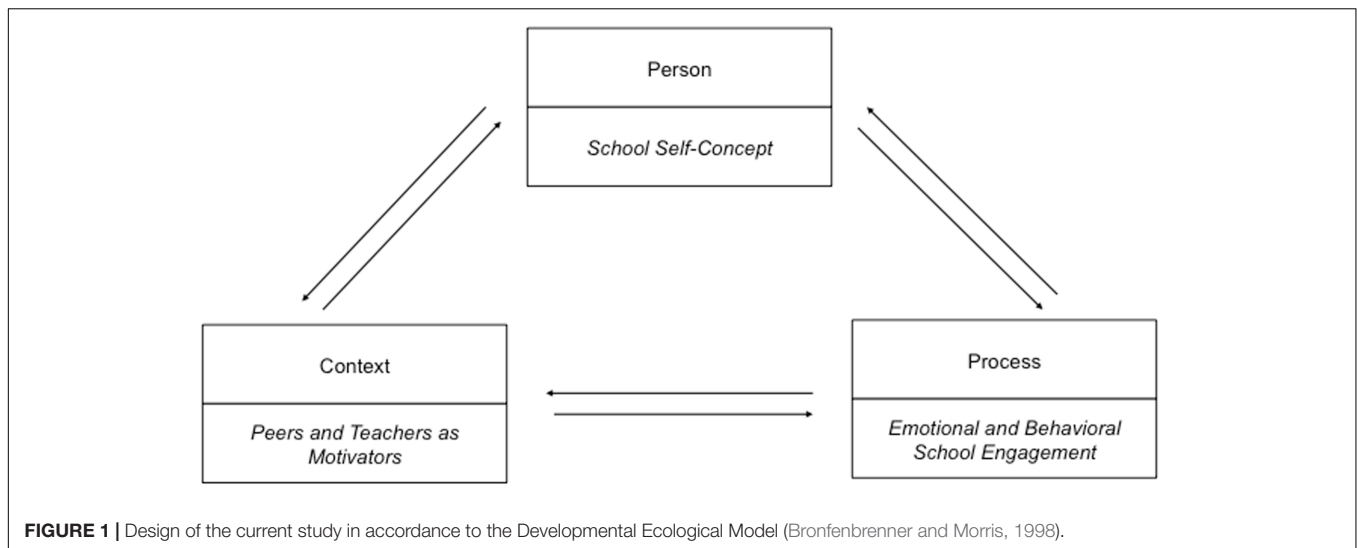 Person
School Self-Concept
Context
Peers and Teachers as
Motivators
Process
Emotional and Behavioral
School Engagement
FIGURE 1 | Design of the current study in accordance to the Developmental Ecological Model (Bronfenbrenner and Morris, 1998).